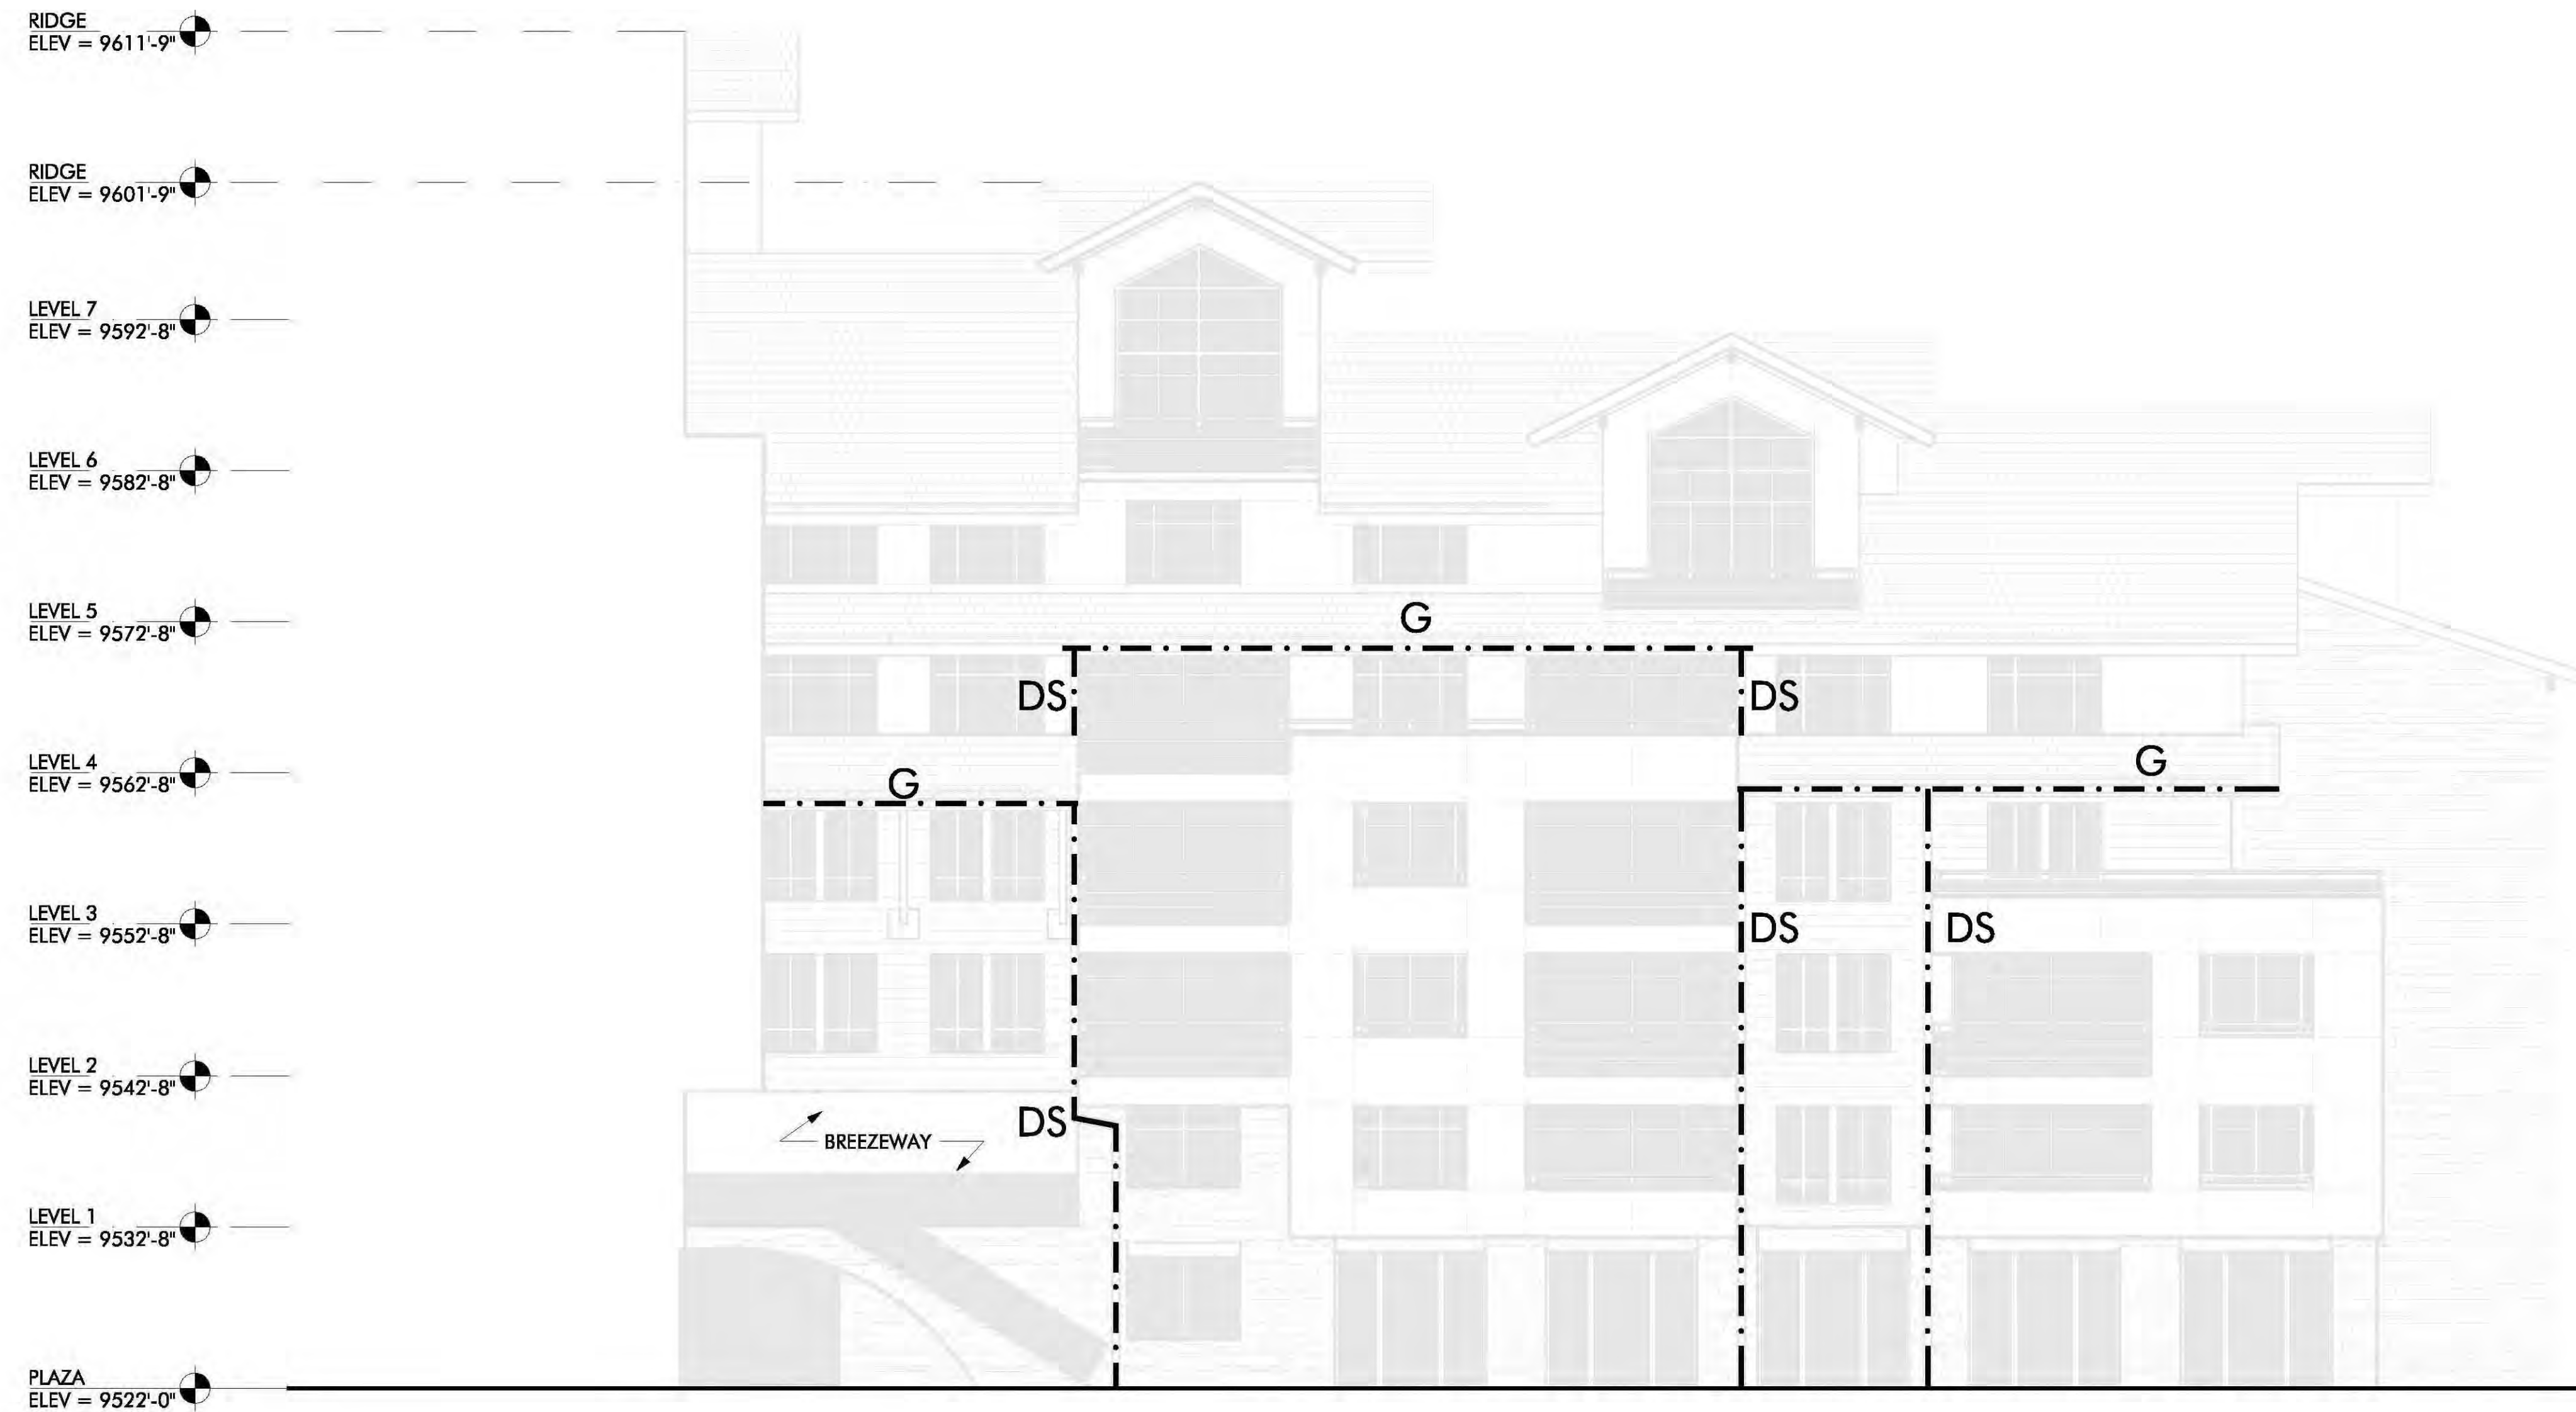 RIDGE
ELEV = 9611'-9"
RIDGE
ELEV = 9601'-9"
LEVEL 7
ELEV = 9592'-8"
LEVEL 6
ELEV = 9582'-8"
LEVEL 5
ELEV = 9572'-8"
G
DS
DS
LEVEL 4
ELEV = 9562'-8"
G
G
LEVEL 3
ELEV = 9552'-8"
DS
DS
LEVEL 2
ELEV = 9542'-8"
DS
BREEZEWAY
LEVEL 1
ELEV = 9532'-8"
PLAZA
ELEV = 9522'-0"